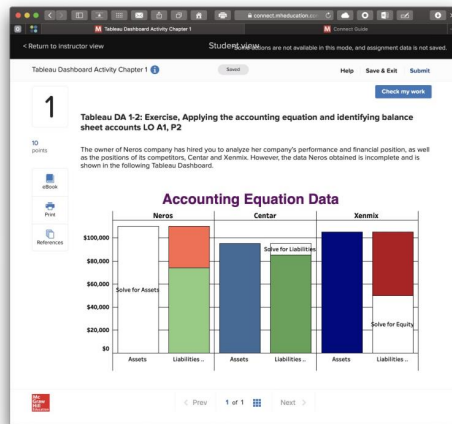 connect.mheducation.com
Tableau Dashboard Activity Chapter 1
Connect Guide
< Return to instructor view
Student view
actions are not available in this mode, and assignment data is not saved.
Tableau Dashboard Activity Chapter 1
Saved
Help
Save & Exit
Submit
Check my work
1
10
points
eBook
Print
References
Tableau DA 1-2: Exercise, Applying the accounting equation and identifying balance
sheet accounts LO A1, P2
The owner of Neros company has hired you to analyze her company's performance and financial position, as well
as the positions of its competitors, Centar and Xenmix. However, the data Neros obtained is incomplete and is
shown in the following Tableau Dashboard.
Accounting Equation Data
Neros
Centar
Xenmix
$100,000
$80,000
$60,000
$40,000
$20,000
$0
Solve for Assets
Solve for Liabilities
Solve for Equity
Assets
Liabilities ..
Assets
Liabilities ..
Assets
Liabilities ..
Mc
Graw
Hill
Education
< Prev
1 of 1
Next >